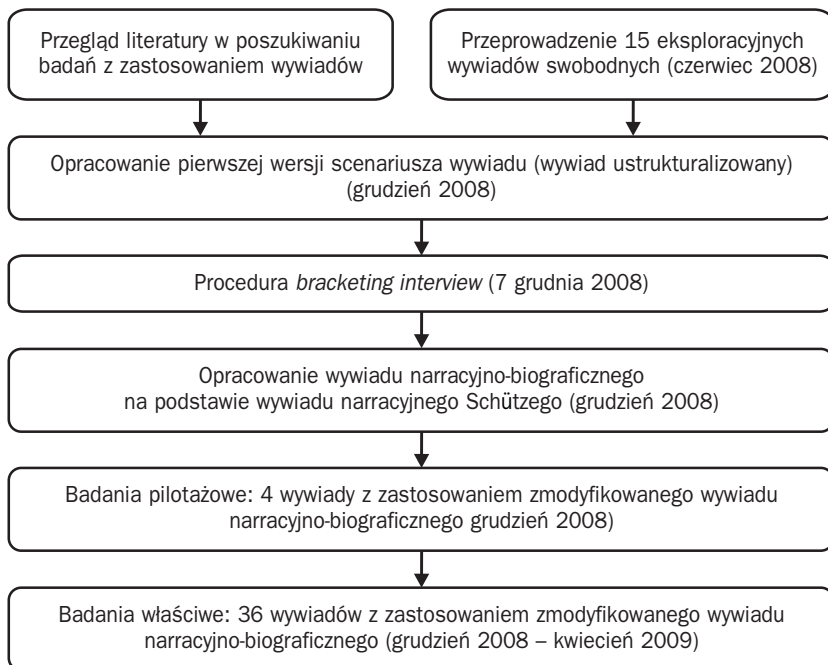 Przegląd literatury w poszukiwaniu
badań z zastosowaniem wywiadów
Przeprowadzenie 15 eksploracyjnych
wywiadów swobodnych (czerwiec 2008)
Opracowanie pierwszej wersji scenariusza wywiadu (wywiad ustrukturalizowany)
(grudzień 2008)
Procedura bracketing interview (7 grudnia 2008)
Opracowanie wywiadu narracyjno-biograficznego
na podstawie wywiadu narracyjnego Schützego (grudzień 2008)
Badania pilotażowe: 4 wywiady z zastosowaniem zmodyfikowanego wywiadu
narracyjno-biograficznego grudzień 2008)
Badania właściwe: 36 wywiadów z zastosowaniem zmodyfikowanego wywiadu
narracyjno-biograficznego (grudzień 2008 – kwiecień 2009)